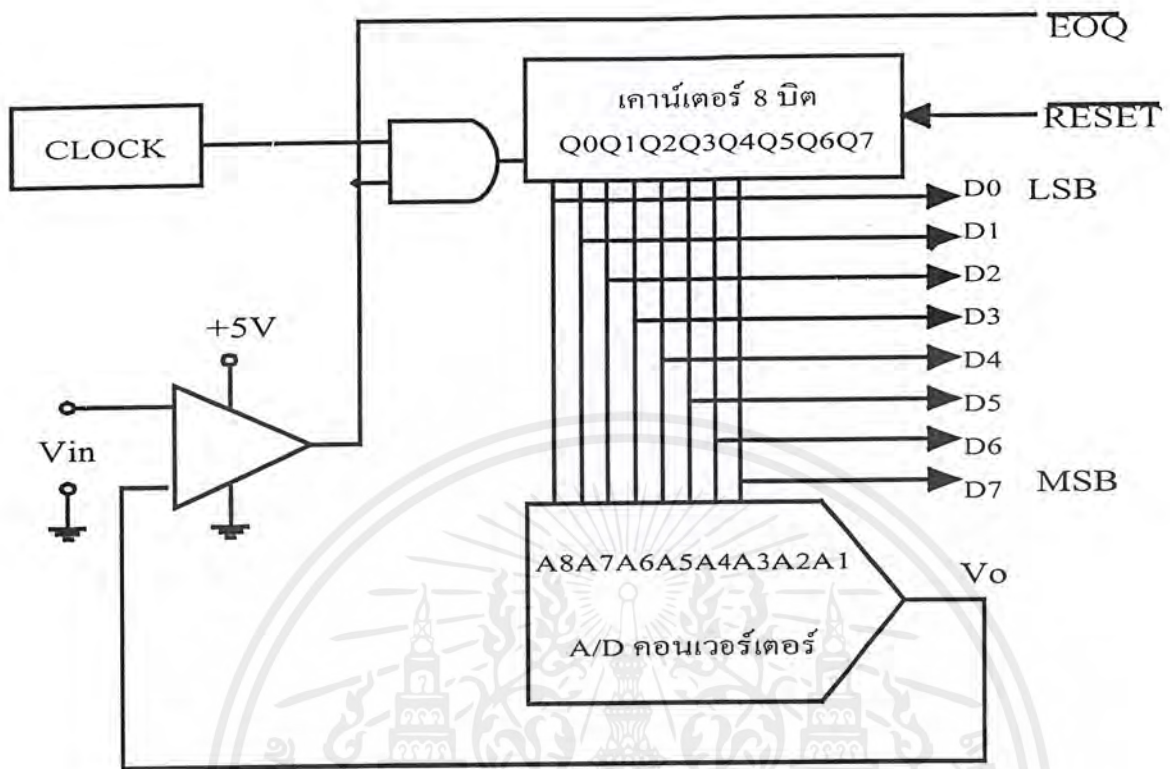 EOQ
เคาน์เตอร์ 8 บิต
CLOCK
RESET
Q0Q1Q2Q3Q4Q5Q6Q7
D0 LSB
D1
D2
D3
+5V
D4
D5
Vin
D6
D7 MSB
A8A7A6A5A4A3A2A1
Vo
A/D คอนเวอร์เตอร์